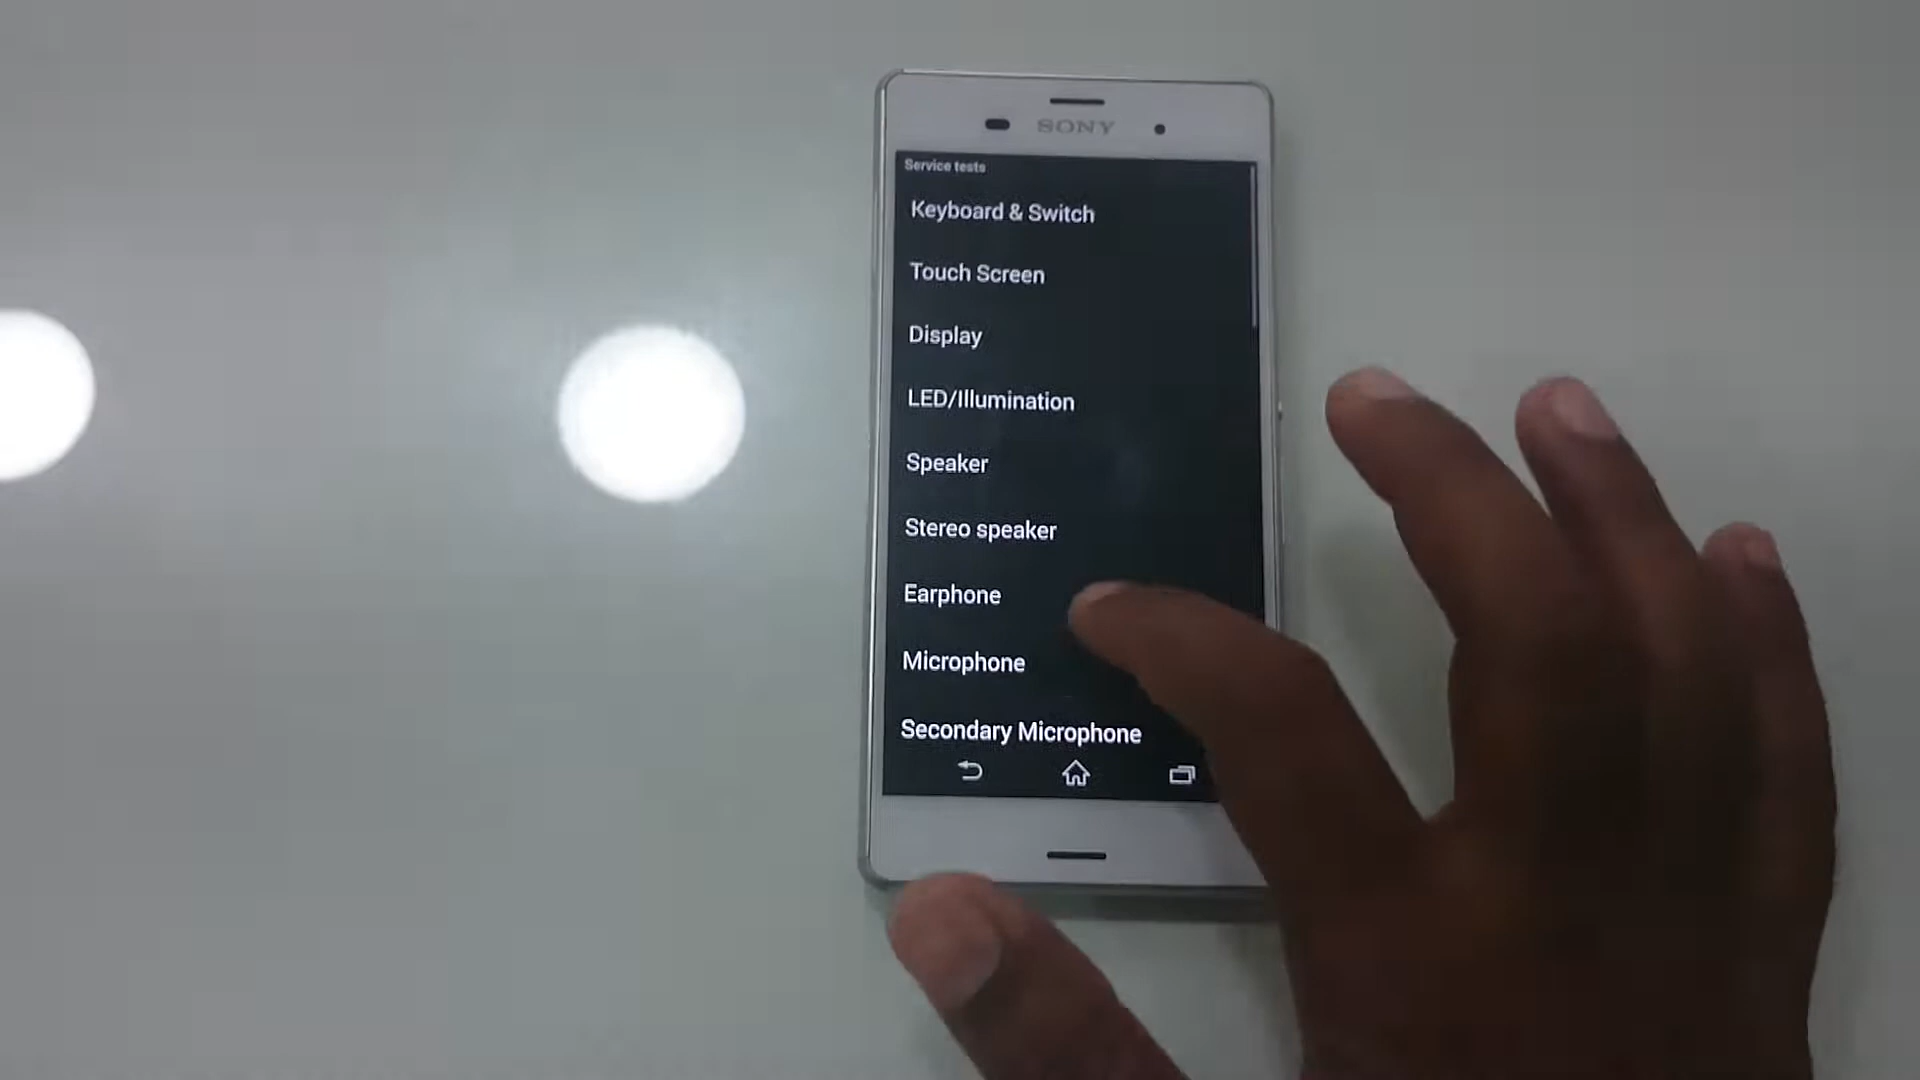 SONY
Service tests
Keyboard & Switch
Touch Screen
Display
LED/Illumination
Speaker
Stereo speaker
Earphone
Microphone
Secondary Microphone